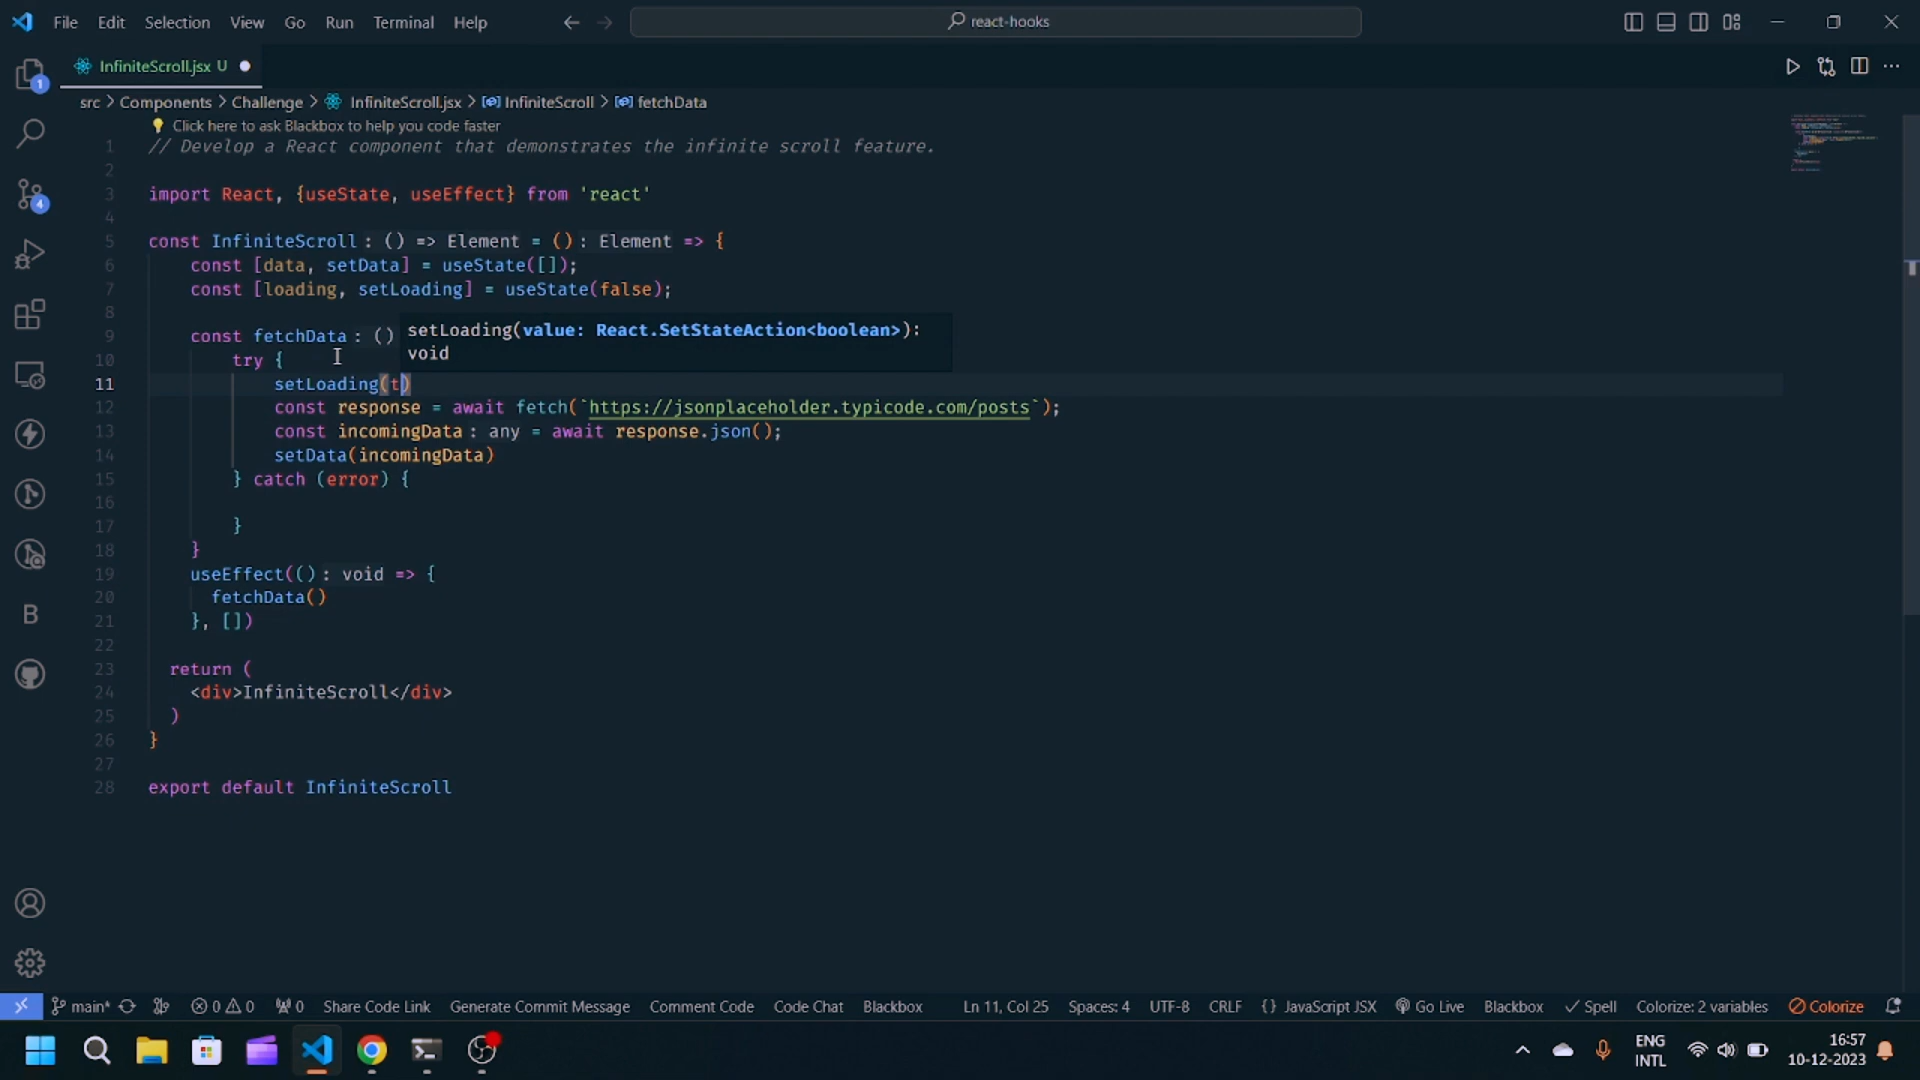 File Edit Selection View Go Run Terminal Help
react-hooks
InfiniteScroll.jsx U
src > Components > Challenge > InfiniteScroll.jsx > InfiniteScroll > fetchData
Click here to ask Blackbox to help you code faster
1 // Develop a React component that demonstrates the infinite scroll feature.
2
3 import React, {useState, useEffect} from 'react'
4
5 const InfiniteScroll: () => Element = (): Element => {
6 const [data, setData] = useState([]);
7 const [loading, setLoading] = useState(false);
8
9 const fetchData: ()
setLoading(value: React.SetStateAction<boolean>):
void
10 try {
11 setLoading(t)
12 const response = await fetch(`https://jsonplaceholder.typicode.com/posts`);
13 const incomingData: any = await response.json();
14 setData(incomingData)
15 } catch (error) {
16
17 }
18 }
19 useEffect((): void => {
20 fetchData()
21 }, [])
22
23 return (
24 <div>InfiniteScroll</div>
25 )
26 }
27
28 export default InfiniteScroll
1
4
B
main* 0 0 0 Share Code Link Generate Commit Message Comment Code Code Chat Blackbox Ln 11, Col 25 Spaces: 4 UTF-8 CRLF {} JavaScript JSX Go Live Blackbox Spell Colorize: 2 variables Colorize
ENG
INTL
16:57
10-12-2023